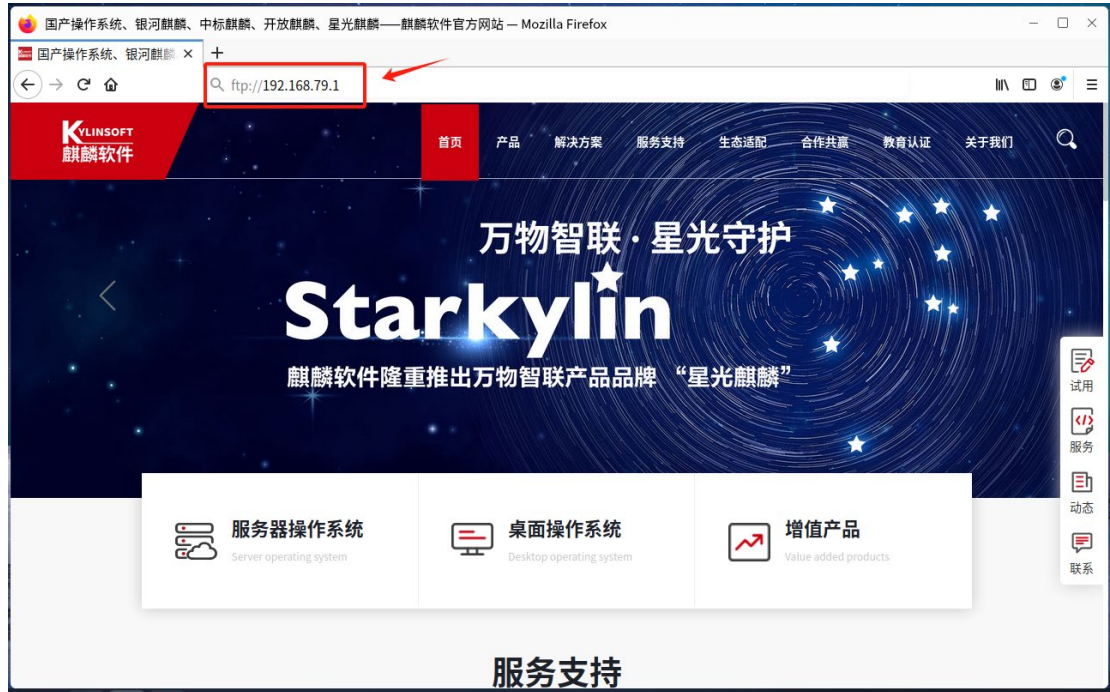 国产操作系统、银河麒麟、中标麒麟、开放麒麟、星光麒麟——麒麟软件官方网站 — Mozilla Firefox
国产操作系统、银河麒麟
ftp://192.168.79.1
KYLINSOFT
麒麟软件
首页 产品 解决方案 服务支持 生态适配 合作共赢 教育认证 关于我们
万物智联 · 星光守护
Starkylin
麒麟软件隆重推出万物智联产品品牌 “星光麒麟”
试用
服务
动态
联系
服务器操作系统
Server operating system
桌面操作系统
Desktop operating system
增值产品
Value added products
服务支持